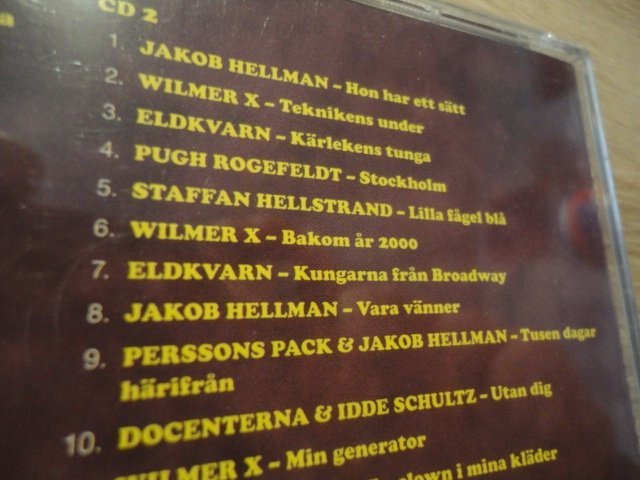 a
CD 2
1. JAKOB HELLMAN – Hon har ett sätt
2. WILMER X – Teknikens under
3. ELDKVARN – Kärlekens tunga
4. PUGH ROGEFELDT – Stockholm
5. STAFFAN HELLSTRAND – Lilla fågel blå
6. WILMER X – Bakom år 2000
7. ELDKVARN – Kungarna från Broadway
8. JAKOB HELLMAN – Vara vänner
9. PERSSONS PACK & JAKOB HELLMAN – Tusen dagar
härifrån
10. DOCENTERNA & IDDE SCHULTZ – Utan dig
WILMER X – Min generator
clown i mina kläder